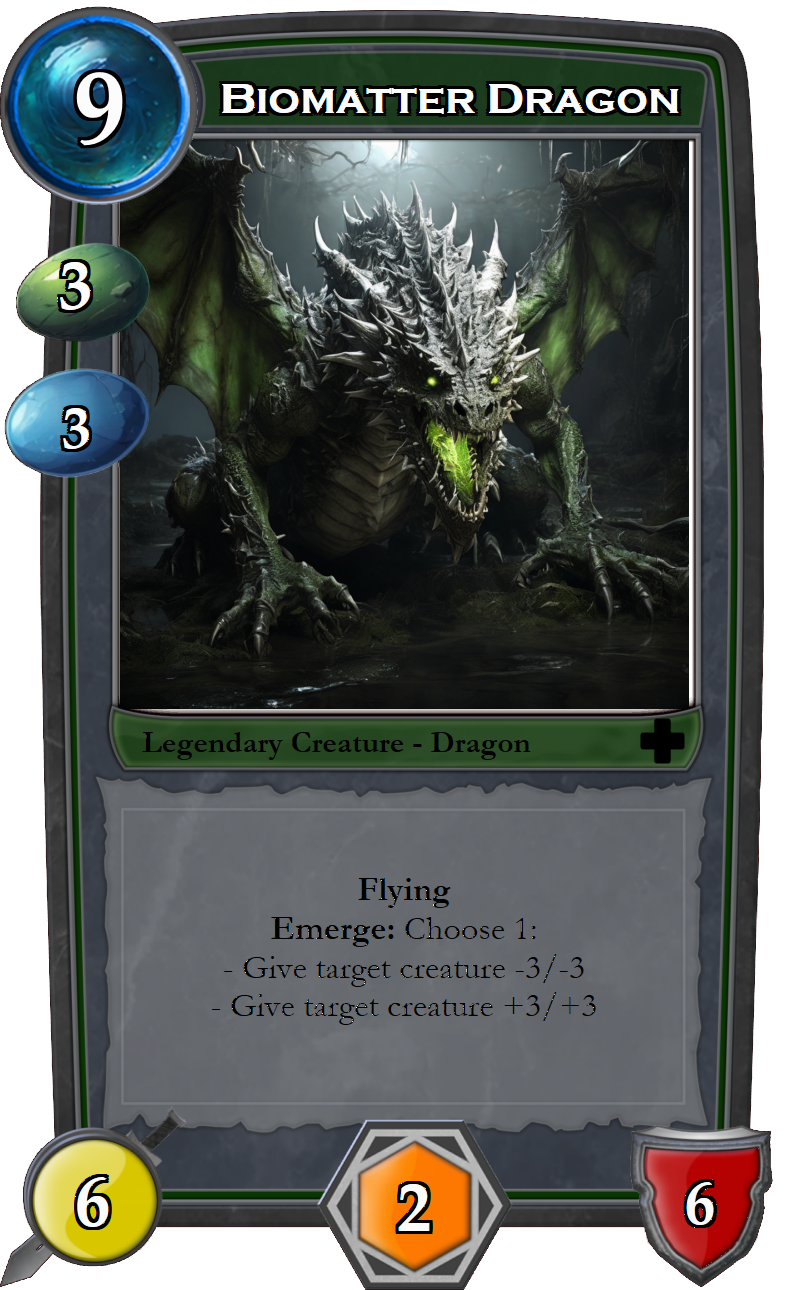 9
Biomatter Dragon
3
3
Legendary Creature - Dragon
Flying
Emerge: Choose 1:
- Give target creature -3/-3
- Give target creature +3/+3
6
2
6